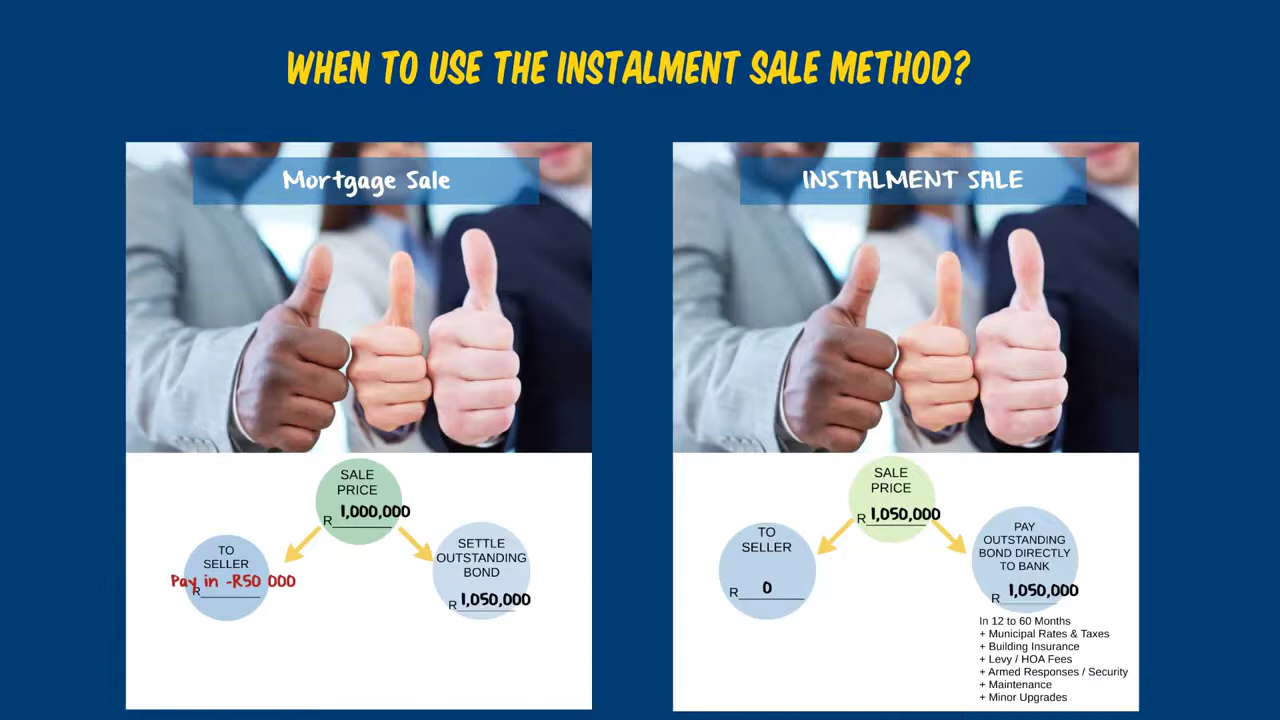 WHEN TO USE THE INSTALMENT SALE METHOD?
Mortgage Sale
SALE
PRICE
R 1,000,000
TO
SELLER
Pay in -R50 000
R
SETTLE
OUTSTANDING
BOND
R 1,050,000
INSTALMENT SALE
SALE
PRICE
R 1,050,000
TO
SELLER
R 0
PAY
OUTSTANDING
BOND DIRECTLY
TO BANK
R 1,050,000
In 12 to 60 Months
+ Municipal Rates & Taxes
+ Building Insurance
+ Levy / HOA Fees
+ Armed Responses / Security
+ Maintenance
+ Minor Upgrades